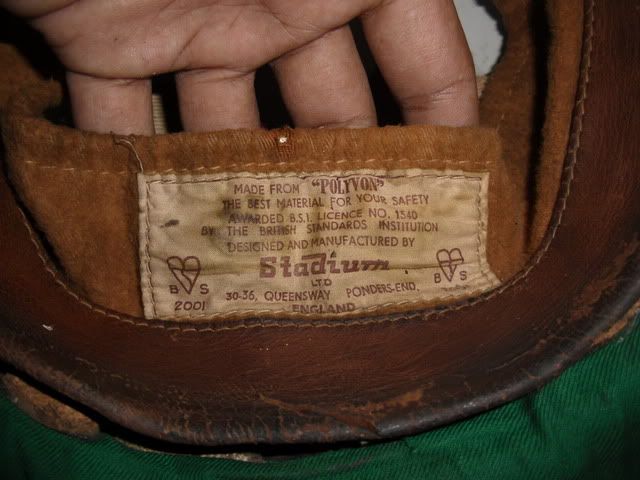 MADE FROM "POLYVON"
THE BEST MATERIAL FOR YOUR SAFETY
AWARDED B.S.I. LICENCE NO. 1540
BY THE BRITISH STANDARDS INSTITUTION
DESIGNED AND MANUFACTURED BY
Stadium
LTD
30-36, QUEENSWAY PONDERS-END.
ENGLAND
B S
2001
B S